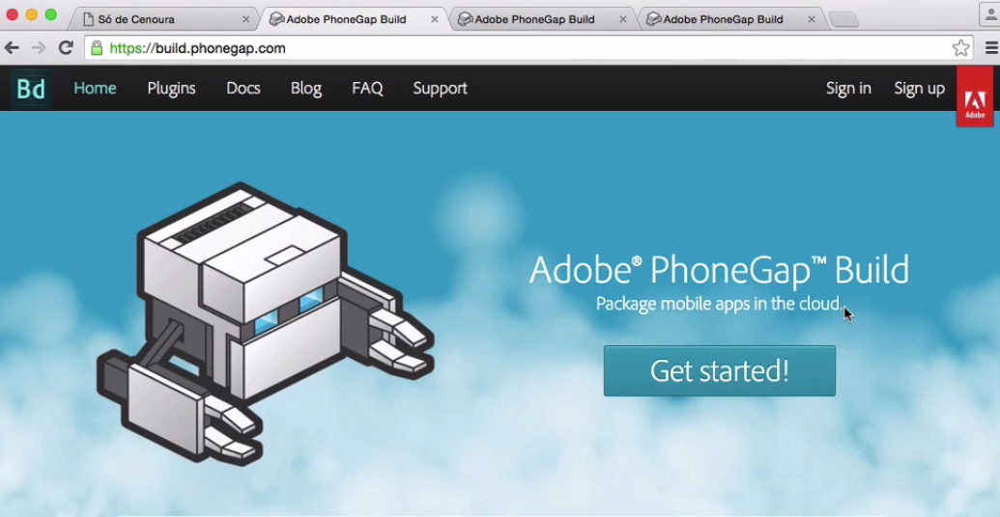 Só de Cenoura
Adobe PhoneGap Build
Adobe PhoneGap Build
Adobe PhoneGap Build
https://build.phonegap.com
Bd Home Plugins Docs Blog FAQ Support Sign in Sign up
Adobe
Adobe® PhoneGap™ Build
Package mobile apps in the cloud.
Get started!